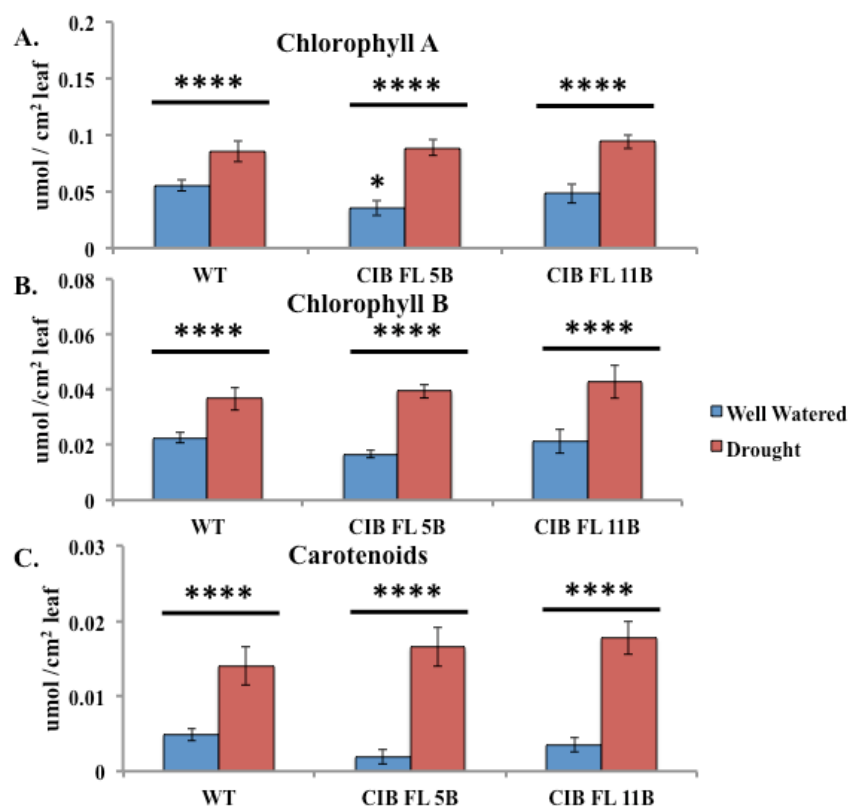 A.
Chlorophyll A
umol / cm² leaf
0.2
0.15
0.1
0.05
0
**** **** ****
*
WT CIB FL 5B CIB FL 11B
B.
Chlorophyll B
umol /cm² leaf
0.08
0.06
0.04
0.02
0
**** **** ****
WT CIB FL 5B CIB FL 11B
Well Watered
Drought
C.
Carotenoids
umol /cm² leaf
0.03
0.02
0.01
0
**** **** ****
WT CIB FL 5B CIB FL 11B